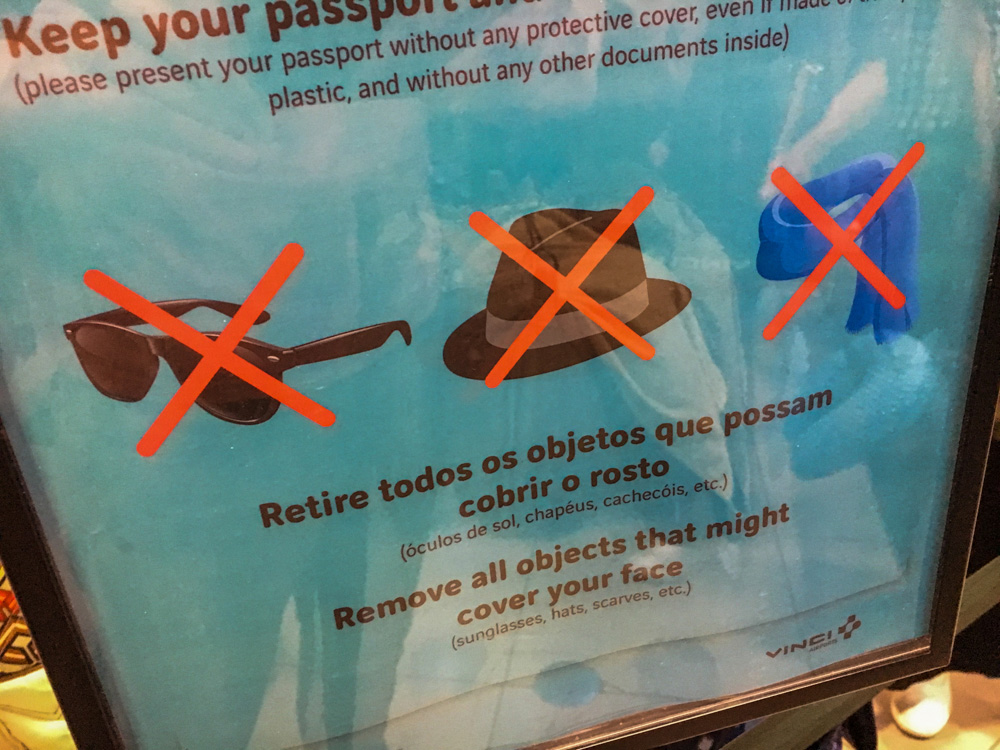 Keep your passport
(please present your passport without any protective cover, even if made of
plastic, and without any other documents inside)
Retire todos os objetos que possam
cobrir o rosto
(óculos de sol, chapéus, cachecóis, etc.)
Remove all objects that might
cover your face
(sunglasses, hats, scarves, etc.)
VINCI
AIRPORTS